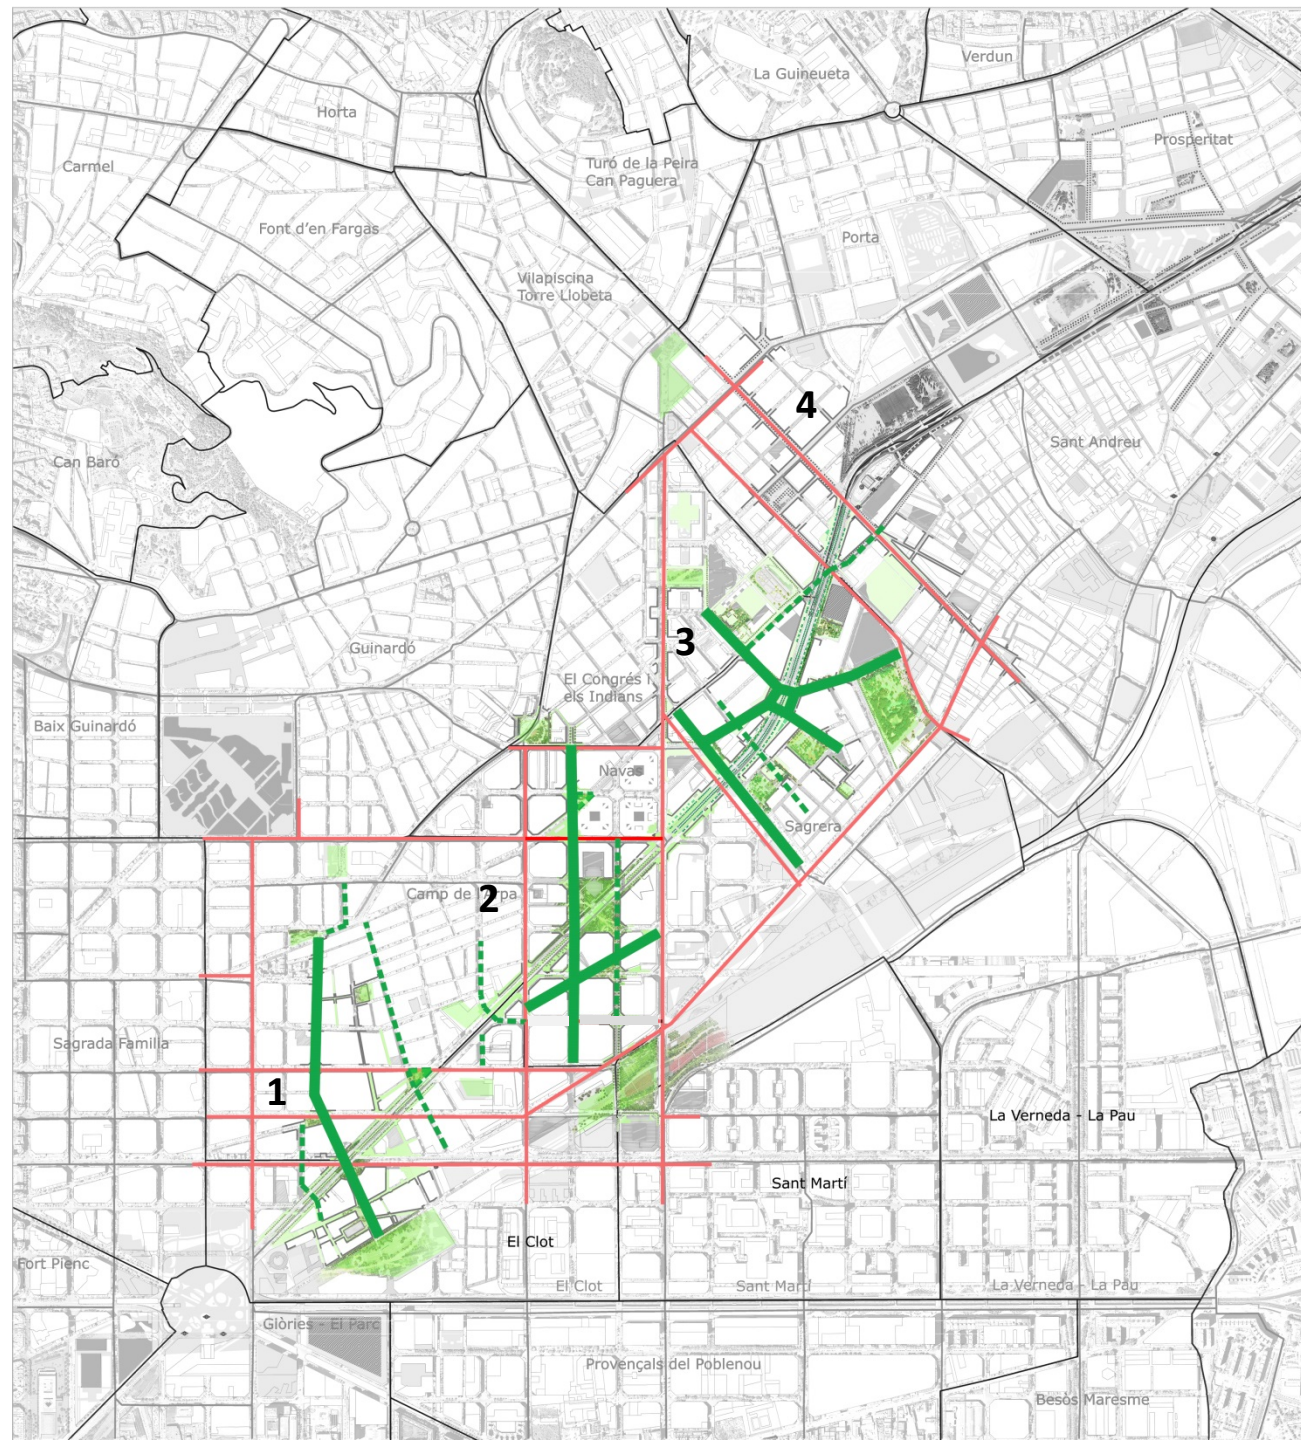 Verdun
La Guineueta
Horta
Prosperitat
Carmel
Turó de la Peira
Can Paguera
Font d'en Fargas
Porta
Vilapiscina
Torre Llobeta
4
Sant Andreu
Can Baró
3
Guinardó
El Congrés i
els Indians
Baix Guinardó
Navas
Sagrera
Camp de l'Arpa
2
Sagrada Familla
1
La Verneda - La Pau
Sant Martí
El Clot
Fort Pienc
El Clot
Sant Martí
La Verneda - La Pau
Glòries - El Parc
Provençals del Poblenou
Besòs Maresme